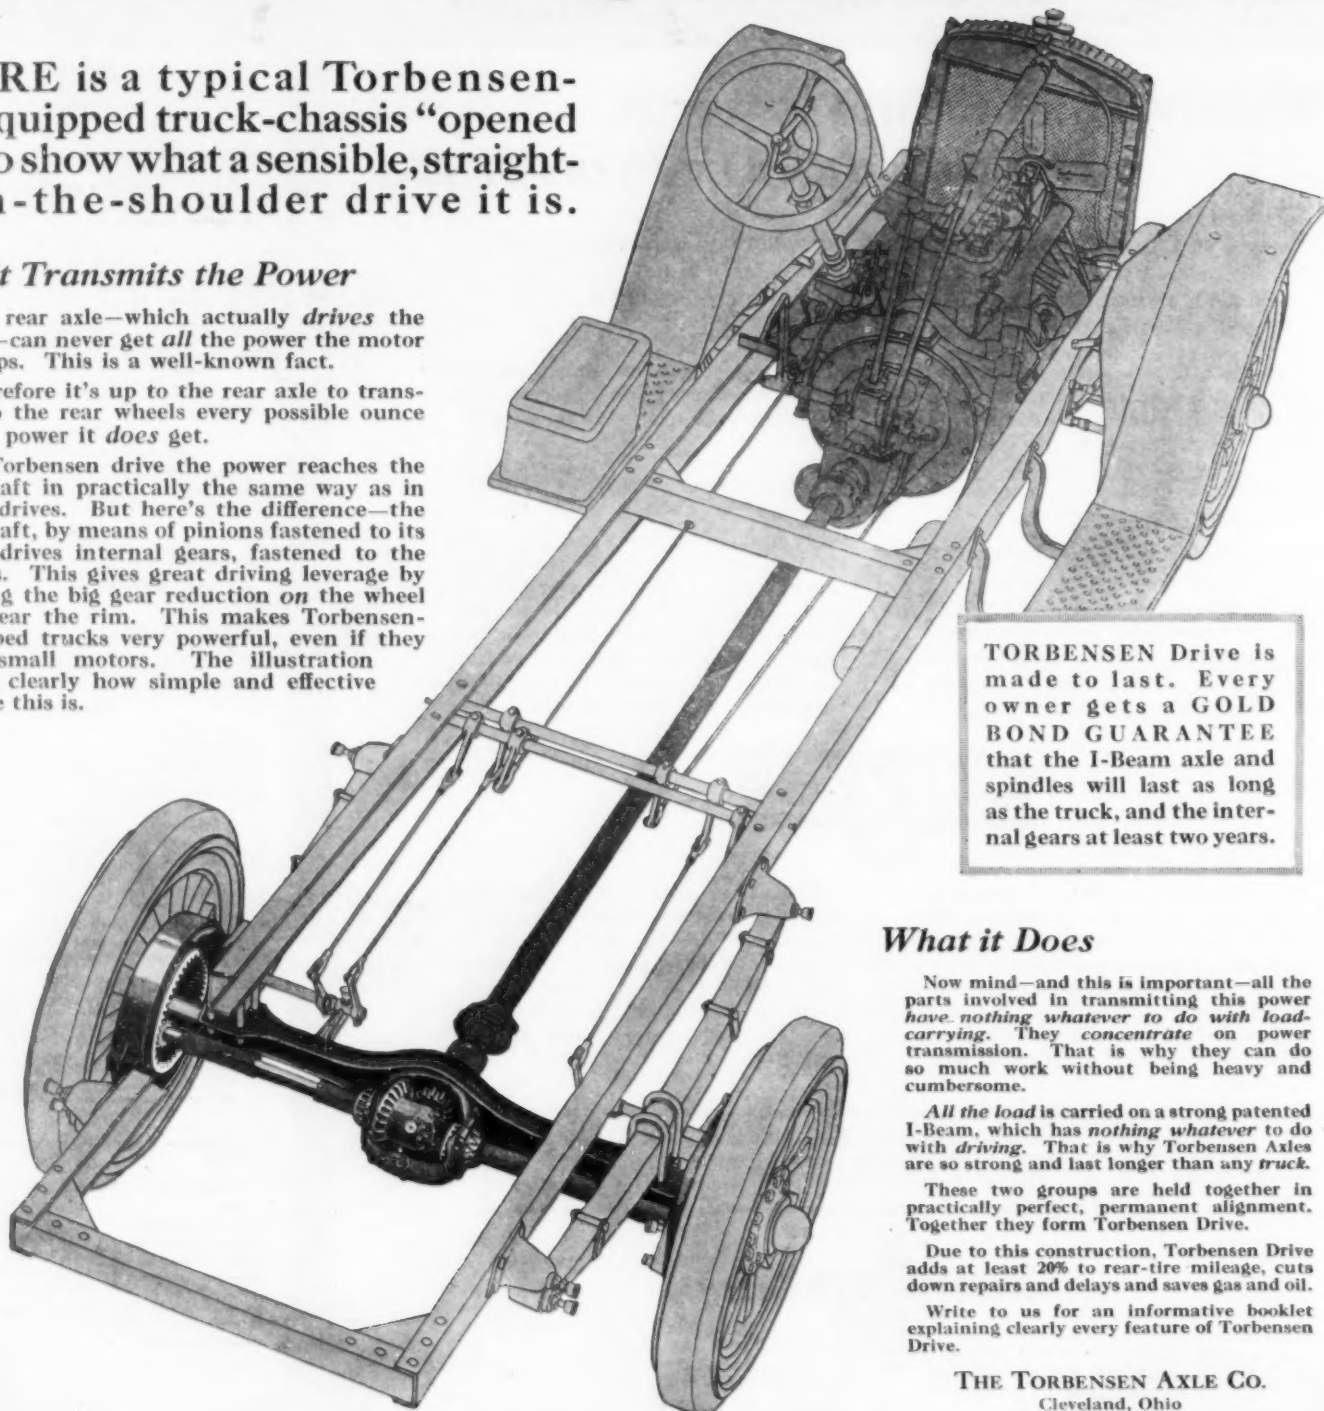 RE is a typical Torbensen-
quipped truck-chassis “opened
o show what a sensible, straight-
-the-shoulder drive it is.
t Transmits the Power
rear axle—which actually drives the
—can never get all the power the motor
ps. This is a well-known fact.
refore it's up to the rear axle to trans-
o the rear wheels every possible ounce
power it does get.
Torbensen drive the power reaches the
aft in practically the same way as in
drives. But here's the difference—the
aft, by means of pinions fastened to its
drives internal gears, fastened to the
s. This gives great driving leverage by
g the big gear reduction on the wheel
ear the rim. This makes Torbensen-
ped trucks very powerful, even if they
small motors. The illustration
clearly how simple and effective
e this is.
TORBENSEN Drive is
made to last. Every
owner gets a GOLD
BOND GUARANTEE
that the I-Beam axle and
spindles will last as long
as the truck, and the inter-
nal gears at least two years.
What it Does
Now mind—and this is important—all the
parts involved in transmitting this power
have nothing whatever to do with load-
carrying. They concentrate on power
transmission. That is why they can do
so much work without being heavy and
cumbersome.
All the load is carried on a strong patented
I-Beam, which has nothing whatever to do
with driving. That is why Torbensen Axles
are so strong and last longer than any truck.
These two groups are held together in
practically perfect, permanent alignment.
Together they form Torbensen Drive.
Due to this construction, Torbensen Drive
adds at least 20% to rear-tire mileage, cuts
down repairs and delays and saves gas and oil.
Write to us for an informative booklet
explaining clearly every feature of Torbensen
Drive.
THE TORBENSEN AXLE CO.
Cleveland, Ohio